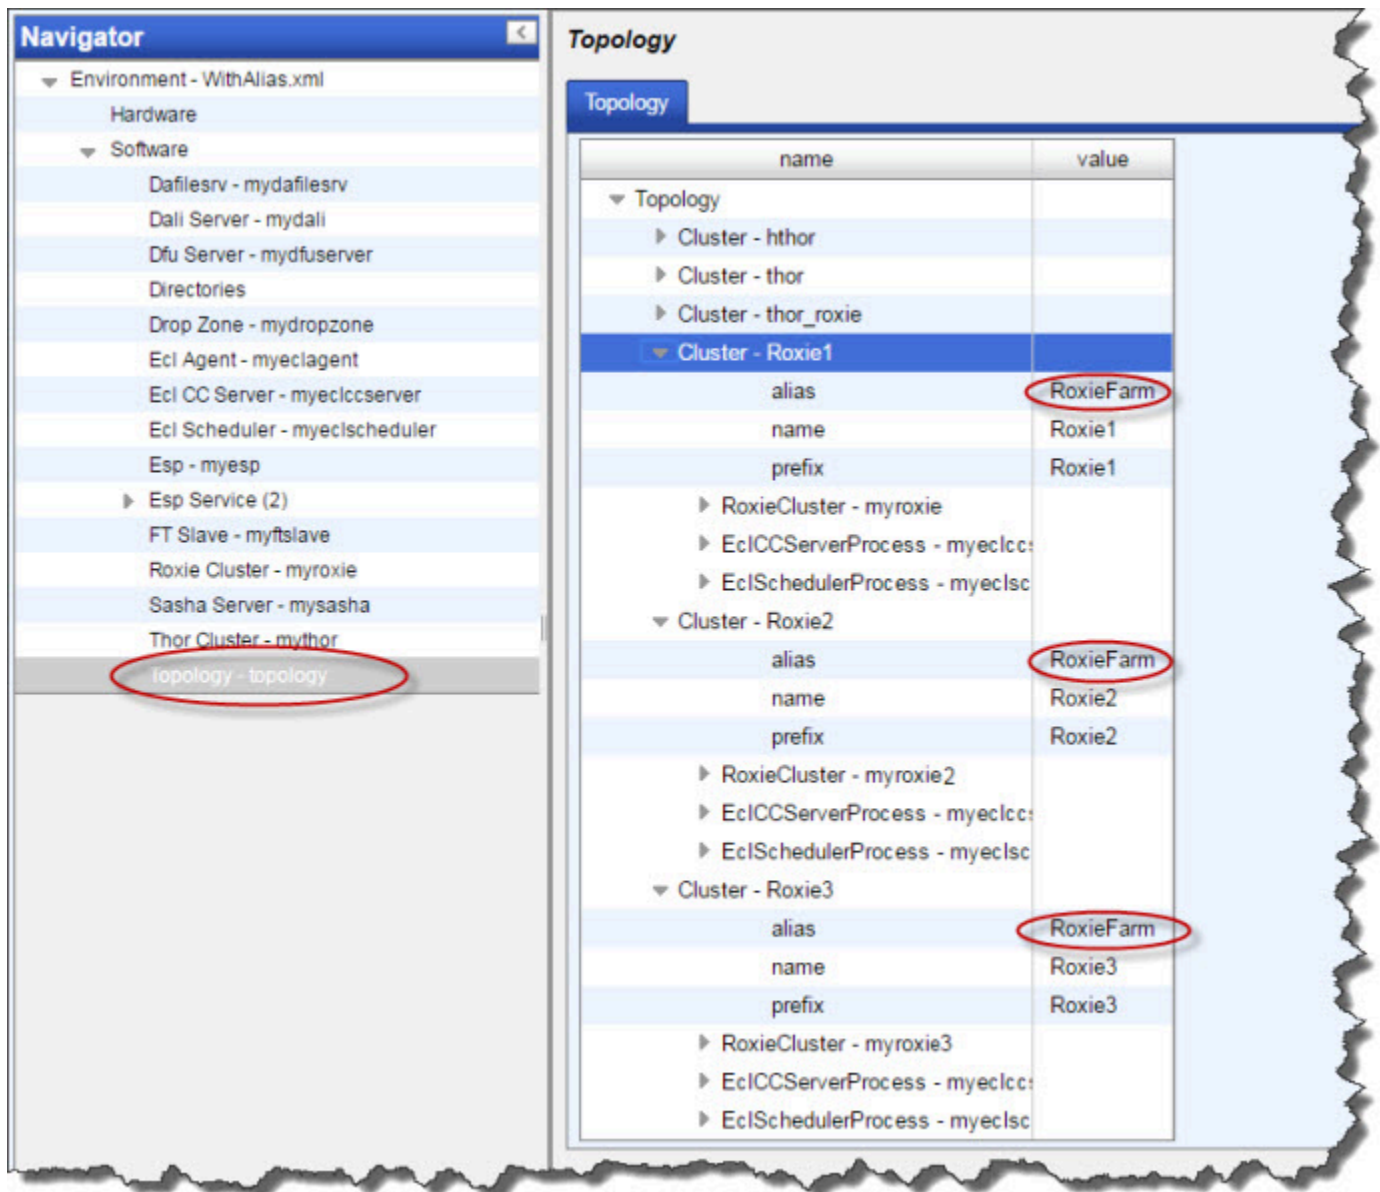 Navigator
Environment - WithAlias.xml
Hardware
Software
Dafilesrv - mydafilesrv
Dali Server - mydali
Dfu Server - mydfuserver
Directories
Drop Zone - mydropzone
Ecl Agent - myeclagent
Ecl CC Server - myeclccserver
Ecl Scheduler - myeclscheduler
Esp - myesp
Esp Service (2)
FT Slave - myftslave
Roxie Cluster - myroxie
Sasha Server - mysasha
Thor Cluster - mythor
Topology - topology
Topology
Topology
name value
Topology
Cluster - hthor
Cluster - thor
Cluster - thor_roxie
Cluster - Roxie1
alias RoxieFarm
name Roxie1
prefix Roxie1
RoxieCluster - myroxie
EclCCServerProcess - myeclccs
EclSchedulerProcess - myeclsc
Cluster - Roxie2
alias RoxieFarm
name Roxie2
prefix Roxie2
RoxieCluster - myroxie2
EclCCServerProcess - myeclccs
EclSchedulerProcess - myeclsc
Cluster - Roxie3
alias RoxieFarm
name Roxie3
prefix Roxie3
RoxieCluster - myroxie3
EclCCServerProcess - myeclccs
EclSchedulerProcess - myeclsc